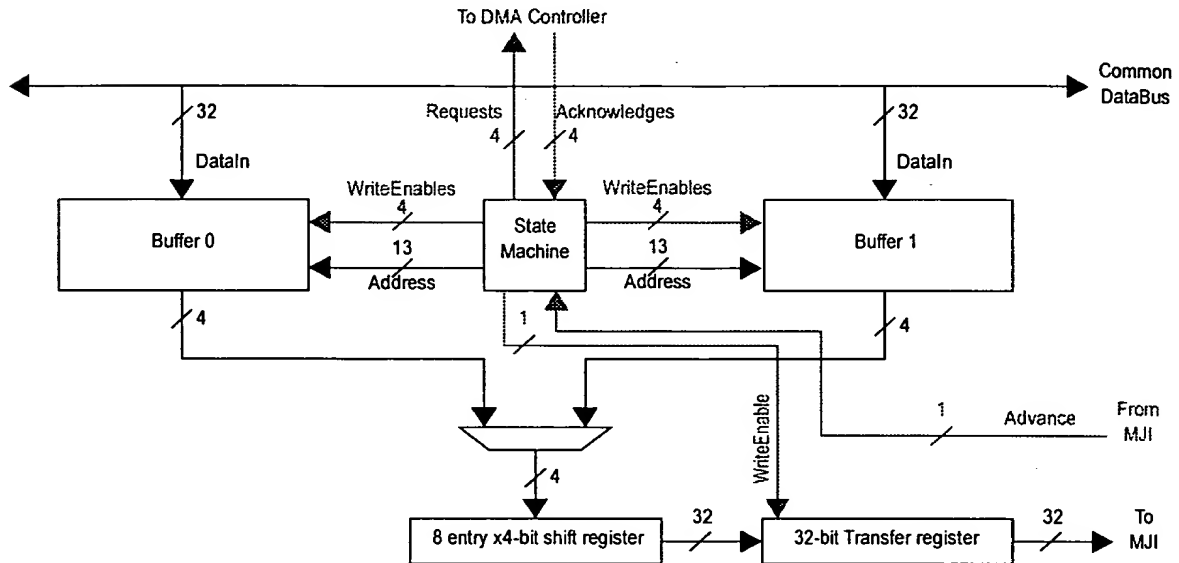 To DMA Controller
Common
DataBus
32
Requests
4
Acknowledges
4
32
DataIn
DataIn
WriteEnables
4
WriteEnables
4
State
Machine
Buffer 0
Buffer 1
13
Address
13
Address
4
1
4
WriteEnable
1
Advance
From
MJI
4
8 entry x4-bit shift register
32
32-bit Transfer register
32
To
MJI